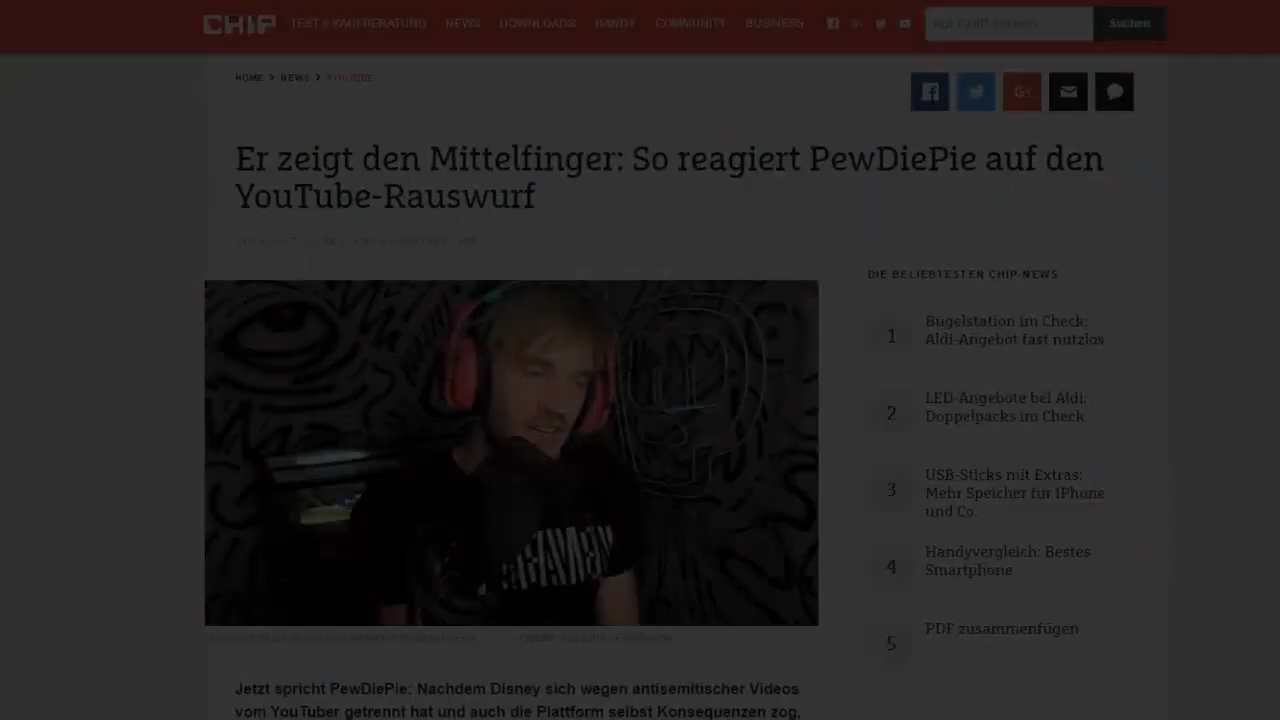 CHIP TEST & KAUFBERATUNG NEWS DOWNLOADS HANDY COMMUNITY BUSINESS Suchen
HOME > NEWS > YOUTUBE
Er zeigt den Mittelfinger: So reagiert PewDiePie auf den
YouTube-Rauswurf
DIE BELIEBTESTEN CHIP-NEWS
1 Bügelstation im Check:
Aldi-Angebot fast nutzlos
2 LED-Angebote bei Aldi:
Doppelpacks im Check
3 USB-Sticks mit Extras:
Mehr Speicher für iPhone
und Co.
4 Handyvergleich: Bestes
Smartphone
5 PDF zusammenfügen
Jetzt spricht PewDiePie: Nachdem Disney sich wegen antisemitischer Videos
vom YouTuber getrennt hat und auch die Plattform selbst Konsequenzen zog,